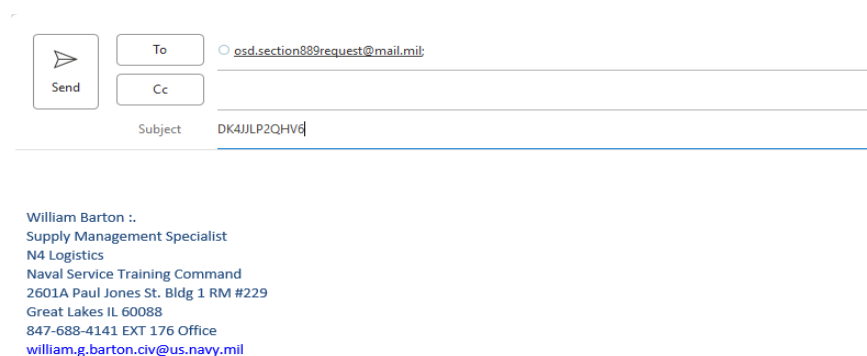 To
osd.section889request@mail.mil;
Send
Cc
Subject
DK4JJLP2QHV6
William Barton :.
Supply Management Specialist
N4 Logistics
Naval Service Training Command
2601A Paul Jones St. Bldg 1 RM #229
Great Lakes IL 60088
847-688-4141 EXT 176 Office
william.g.barton.civ@us.navy.mil